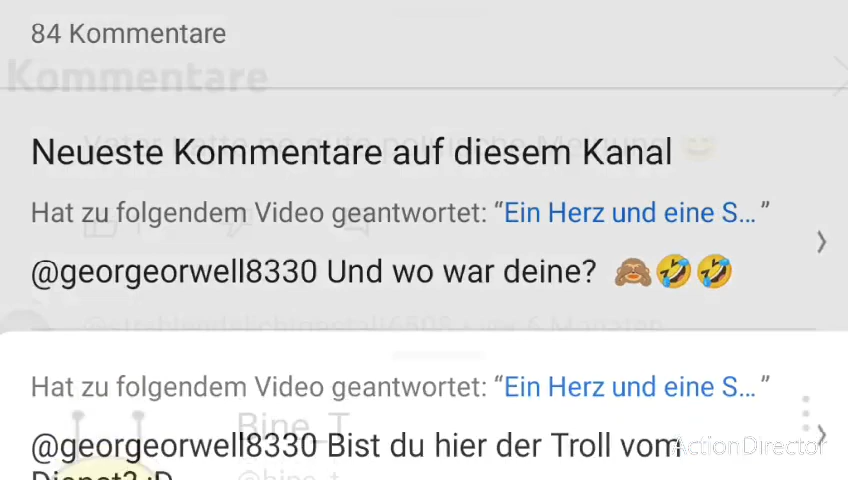 84 Kommentare
Kommentare
Neueste Kommentare auf diesem Kanal
Hat zu folgendem Video geantwortet: “Ein Herz und eine S...”
@georgeorwell8330 Und wo war deine? 🙈🤣🤣
Hat zu folgendem Video geantwortet: “Ein Herz und eine S...”
Bine_T
@georgeorwell8330 Bist du hier der Troll vom
ActionDirector
Dienst? :D
@bine_t